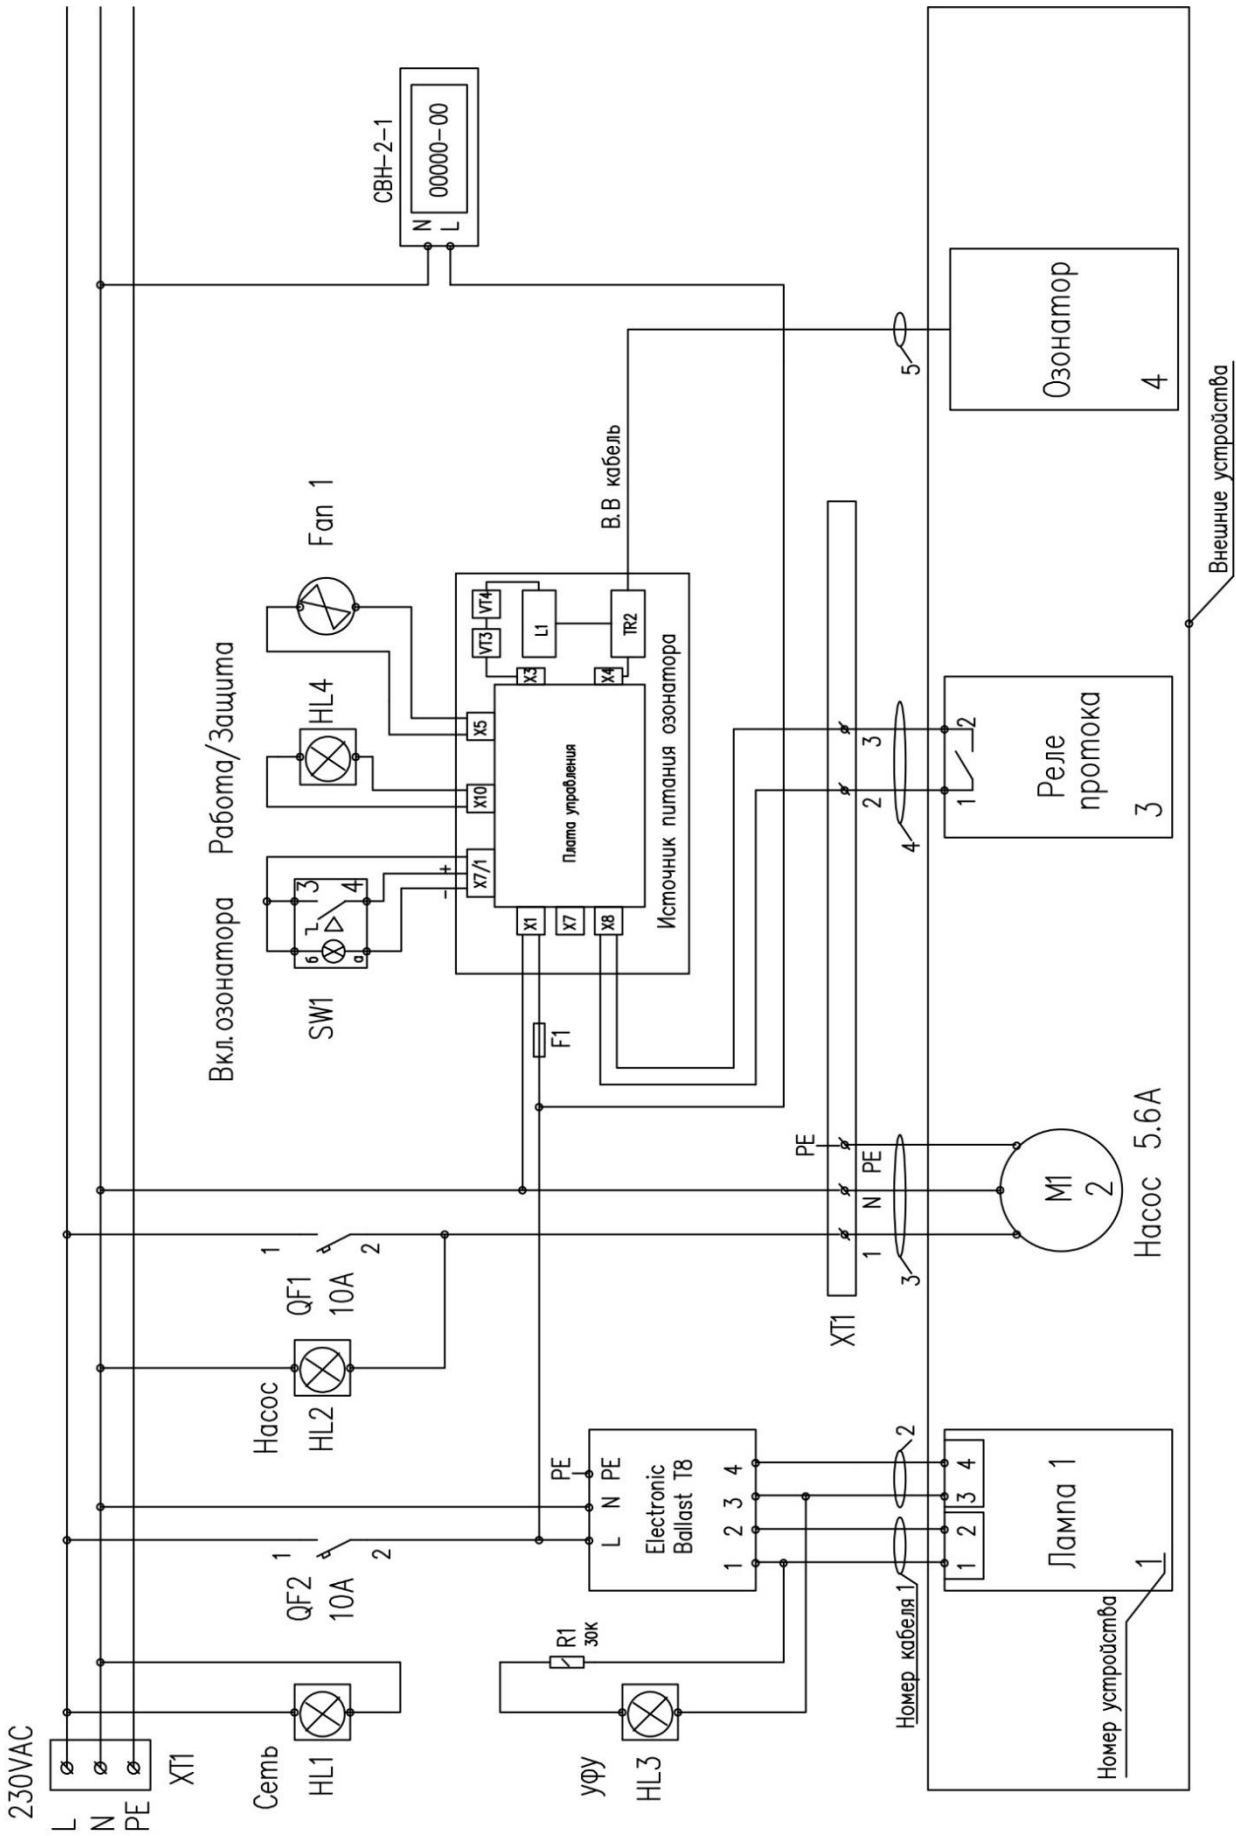 230VAC
L
N
PE
XT1
Сеть
HL1
УФУ
HL3
R1
30К
QF2
10A
1
2
Насос
HL2
QF1
10A
1
2
PE
L N PE
Electronic
Ballast T8
1 2 3 4
Номер кабеля 1
2
1 2 3 4
Лампа 1
1
Номер устройства
XT1
PE
1 N PE
3
M1
2
Насос 5.6А
Вкл.озонатора
SW1
б
а
3
4
Работа/Защита
HL4
Fan 1
F1
- +
X7/1
X10
X5
X1
X7
X8
X3
X4
Плата управления
VT3
VT4
L1
TR2
Источник питания озонатора
В.В кабель
СВН-2-1
N
L
00000-00
2 3
4
1 2
Реле
протока
3
5
Озонатор
4
Внешние устройства